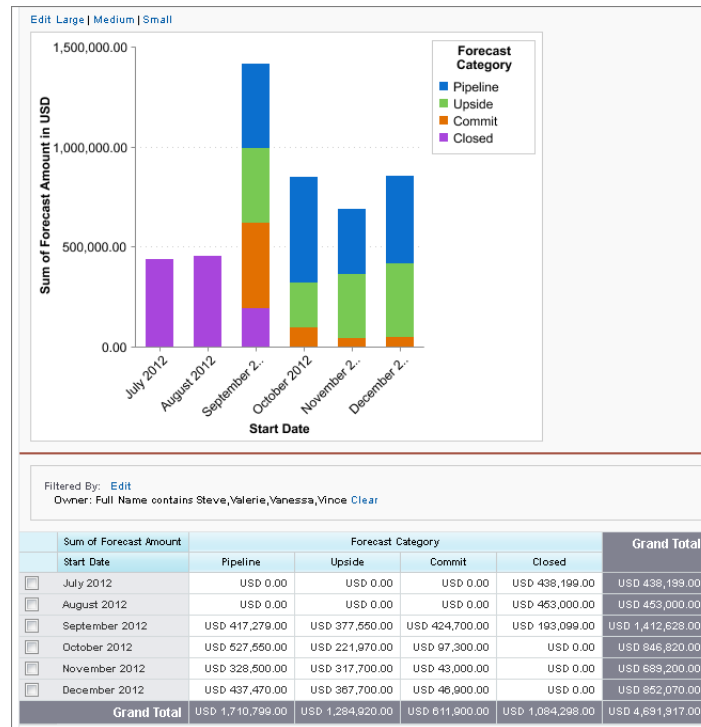 Edit Large | Medium | Small
1,500,000.00
1,000,000.00
500,000.00
0.00
Sum of Forecast Amount in USD
July 2012
August 2012
September 2..
October 2012
November 2..
December 2..
Start Date
Forecast
Category
Pipeline
Upside
Commit
Closed
Filtered By: Edit
Owner: Full Name contains Steve,Valerie,Vanessa,Vince Clear
Sum of Forecast Amount Forecast Category Grand Total
Start Date Pipeline Upside Commit Closed
July 2012 USD 0.00 USD 0.00 USD 0.00 USD 438,199.00 USD 438,199.00
August 2012 USD 0.00 USD 0.00 USD 0.00 USD 453,000.00 USD 453,000.00
September 2012 USD 417,279.00 USD 377,550.00 USD 424,700.00 USD 193,099.00 USD 1,412,628.00
October 2012 USD 527,550.00 USD 221,970.00 USD 97,300.00 USD 0.00 USD 846,820.00
November 2012 USD 328,500.00 USD 317,700.00 USD 43,000.00 USD 0.00 USD 689,200.00
December 2012 USD 437,470.00 USD 367,700.00 USD 46,900.00 USD 0.00 USD 852,070.00
Grand Total USD 1,710,799.00 USD 1,284,920.00 USD 611,900.00 USD 1,084,298.00 USD 4,691,917.00